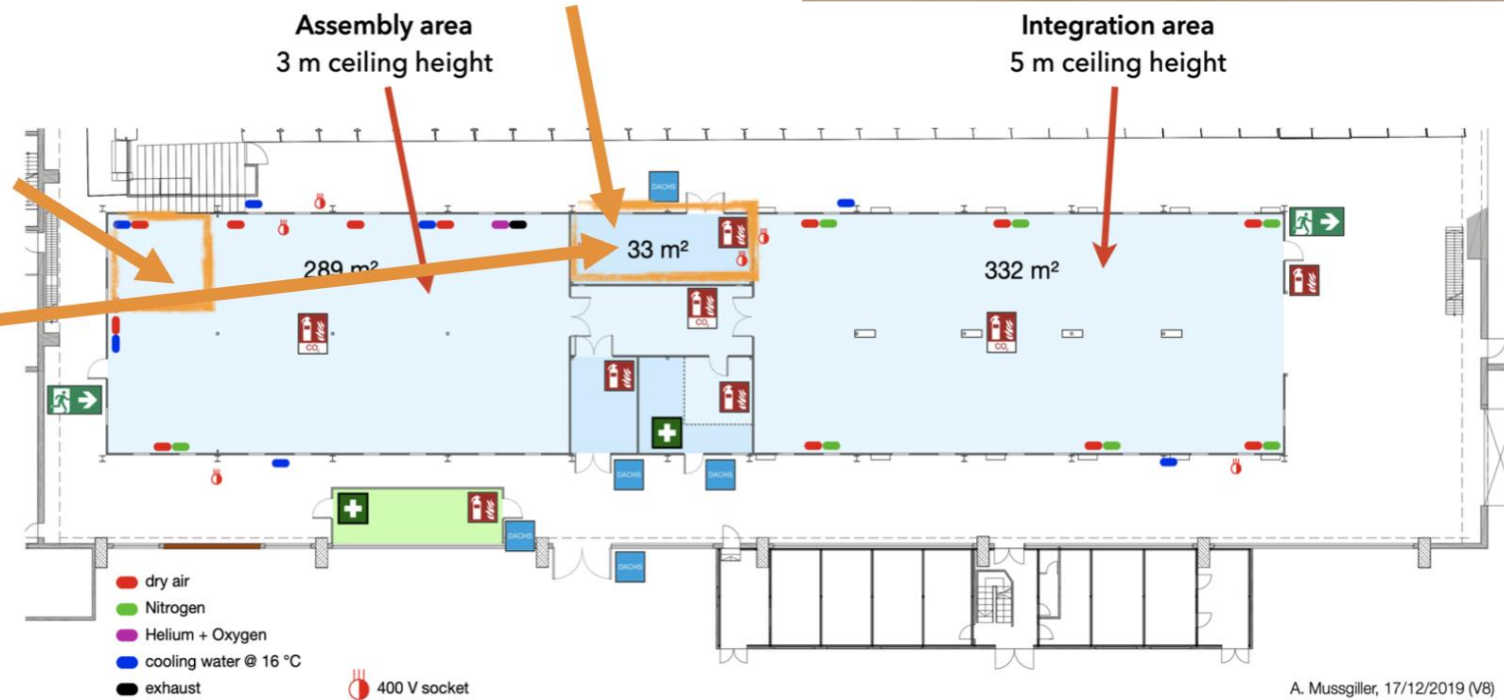 Assembly area
3 m ceiling height
Integration area
5 m ceiling height
DACHS
289 m²
33 m²
332 m²
CO₂
CO₂
CO₂
DACHS
DACHS
DACHS
DACHS
dry air
Nitrogen
Helium + Oxygen
cooling water @ 16 °C
exhaust
400 V socket
A. Mussgiller, 17/12/2019 (V8)